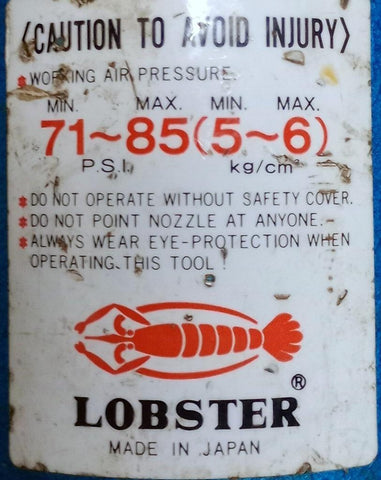 〈CAUTION TO AVOID INJURY〉
WORKING AIR PRESSURE.
MIN. MAX. MIN. MAX.
71~85(5~6)
P.S.I. kg/cm²
DO NOT OPERATE WITHOUT SAFETY COVER.
DO NOT POINT NOZZLE AT ANYONE.
ALWAYS WEAR EYE-PROTECTION WHEN
OPERATING THIS TOOL!
LOBSTER®
MADE IN JAPAN